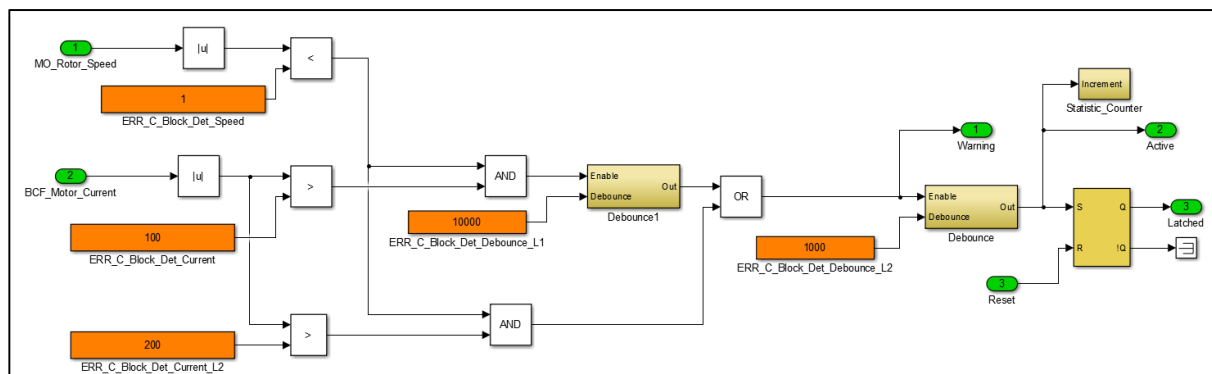 1
MO_Rotor_Speed
|u|
1
ERR_C_Block_Det_Speed
<
2
BCF_Motor_Current
|u|
100
ERR_C_Block_Det_Current
>
200
ERR_C_Block_Det_Current_L2
>
AND
AND
10000
ERR_C_Block_Det_Debounce_L1
Enable
Debounce
Out
Debounce1
OR
1000
ERR_C_Block_Det_Debounce_L2
1
Warning
Enable
Debounce
Out
Debounce
Increment
Statistic_Counter
2
Active
3
Reset
S
R
Q
!Q
3
Latched